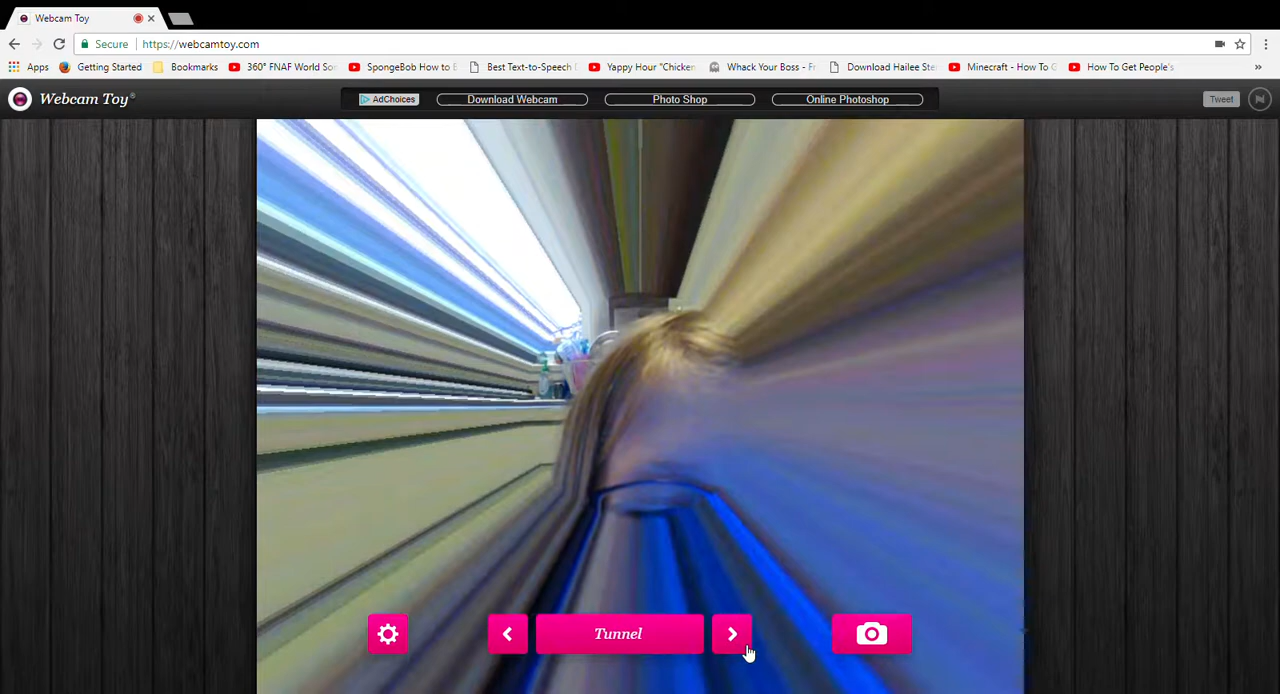 Webcam Toy
Secure https://webcamtoy.com
Apps Getting Started Bookmarks 360° FNAF World So SpongeBob How to Best Text-to-Speech Yappy Hour "Chicken Whack Your Boss - Fr Download Hailee Ste Minecraft - How To G How To Get People's »
Webcam Toy® AdChoices Download Webcam Photo Shop Online Photoshop Tweet
Tunnel